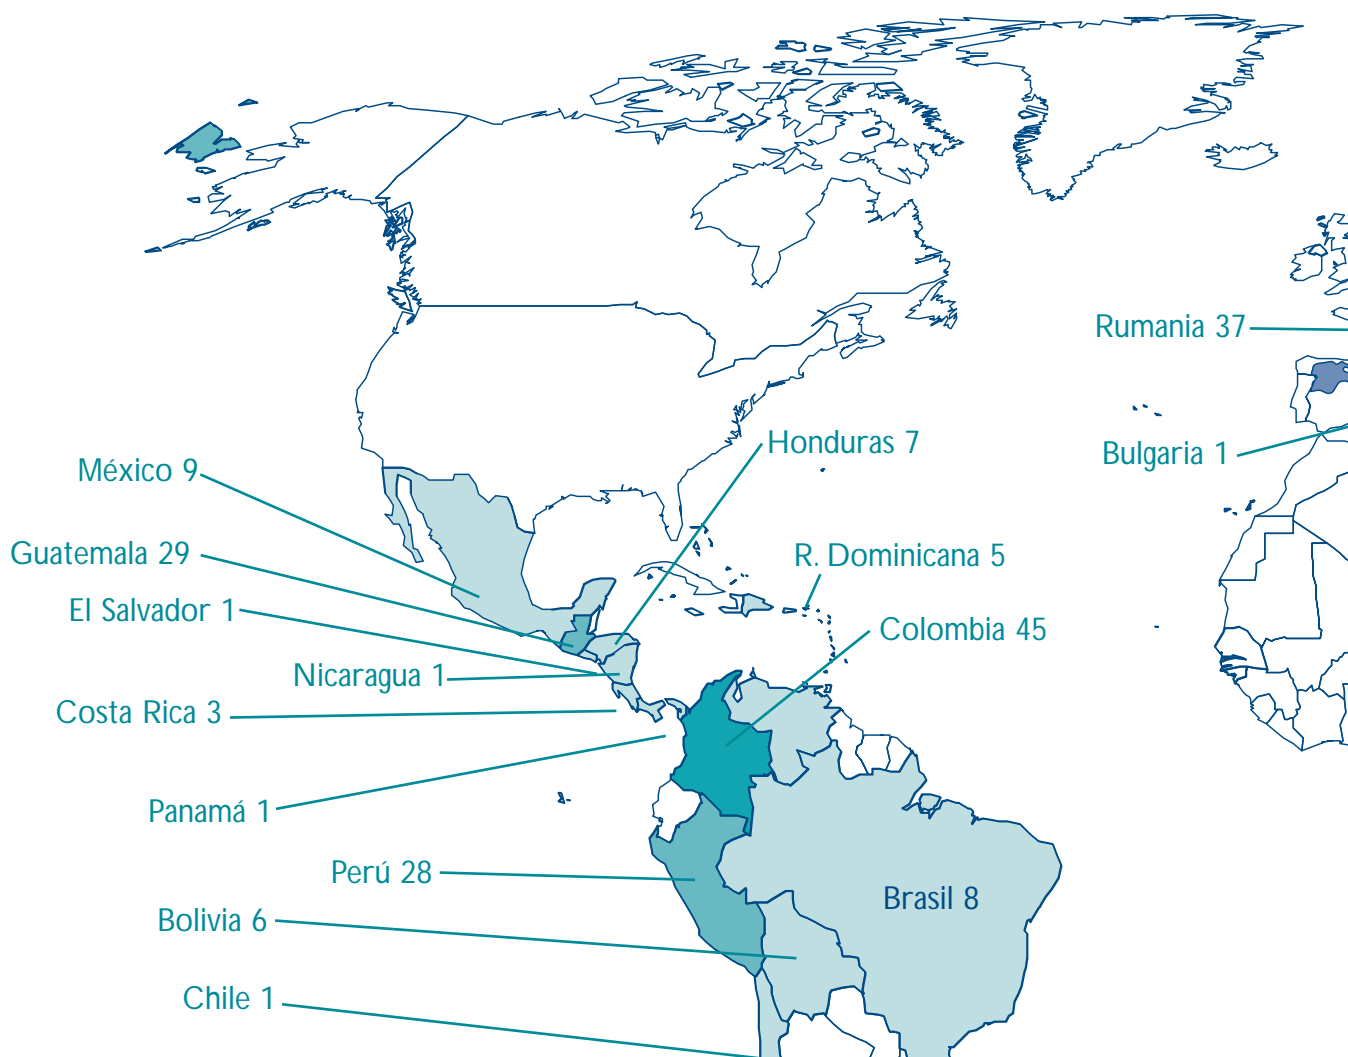 Rumania 37
Honduras 7
Bulgaria 1
México 9
Guatemala 29
R. Dominicana 5
El Salvador 1
Colombia 45
Nicaragua 1
Costa Rica 3
Panamá 1
Perú 28
Brasil 8
Bolivia 6
Chile 1